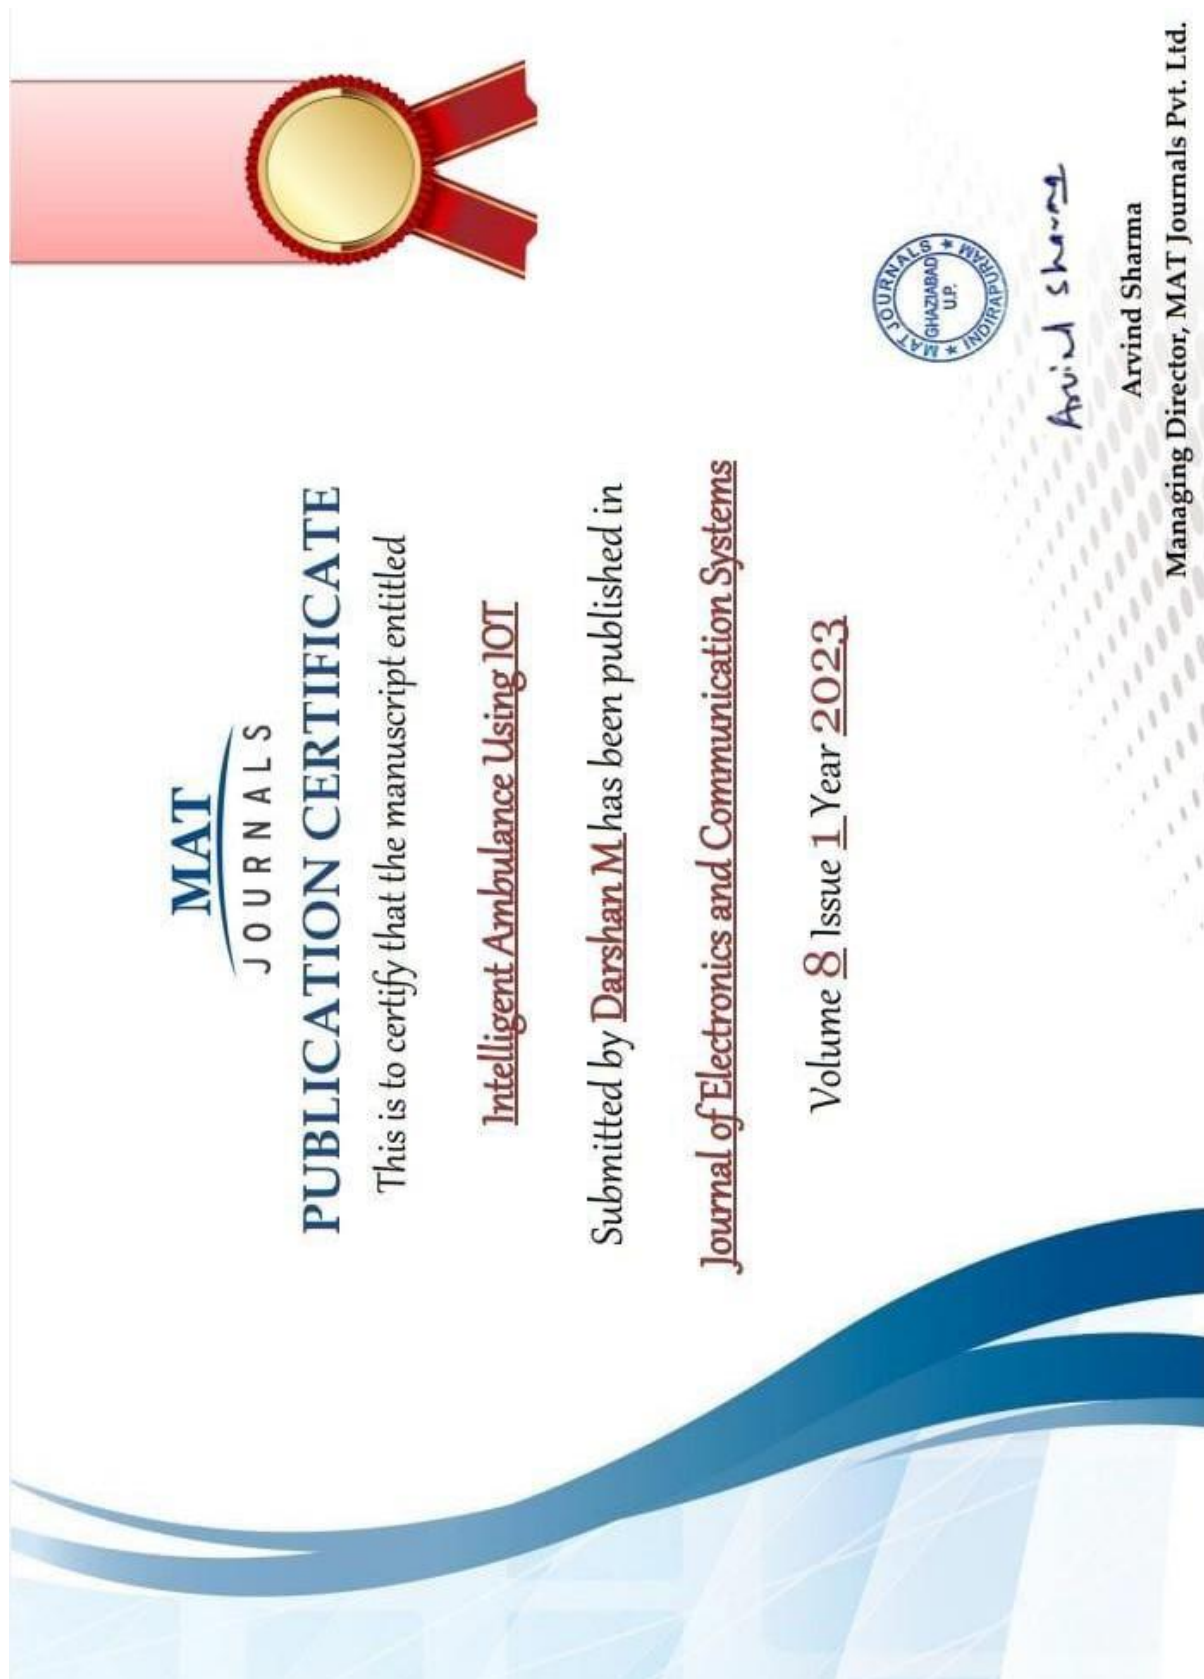 MAT
JOURNALS
PUBLICATION CERTIFICATE
This is to certify that the manuscript entitled
Intelligent Ambulance Using IOT
Submitted by Darshan M has been published in
Journal of Electronics and Communication Systems
Volume 8 Issue 1 Year 2023
MAT JOURNALS
GHAZIABAD
U.P.
INDIRAPURAM
Arvind Sharma
Arvind Sharma
Managing Director, MAT Journals Pvt. Ltd.